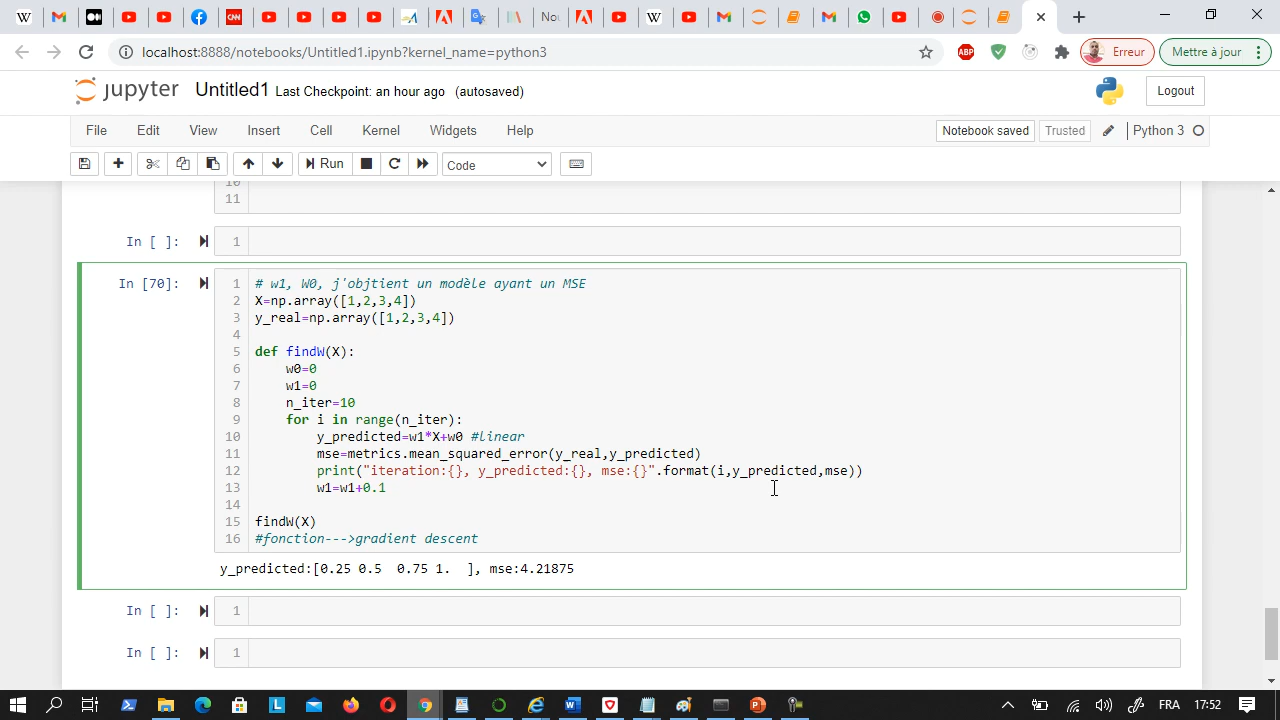 Nou
localhost:8888/notebooks/Untitled1.ipynb?kernel_name=python3
ABP
Erreur
Mettre à jour
jupyter Untitled1 Last Checkpoint: an hour ago (autosaved)
Logout
File Edit View Insert Cell Kernel Widgets Help
Notebook saved Trusted Python 3
Run Code
10
11
In [ ]: 1
In [70]:
1 # w1, W0, j'objtient un modèle ayant un MSE
2 X=np.array([1,2,3,4])
3 y_real=np.array([1,2,3,4])
4
5 def findW(X):
6 w0=0
7 w1=0
8 n_iter=10
9 for i in range(n_iter):
10 y_predicted=w1*X+w0 #linear
11 mse=metrics.mean_squared_error(y_real,y_predicted)
12 print("iteration:{}, y_predicted:{}, mse:{}".format(i,y_predicted,mse))
13 w1=w1+0.1
14
15 findW(X)
16 #fonction--->gradient descent
y_predicted:[0.25 0.5  0.75 1.  ], mse:4.21875
In [ ]: 1
In [ ]: 1
FRA 17:52